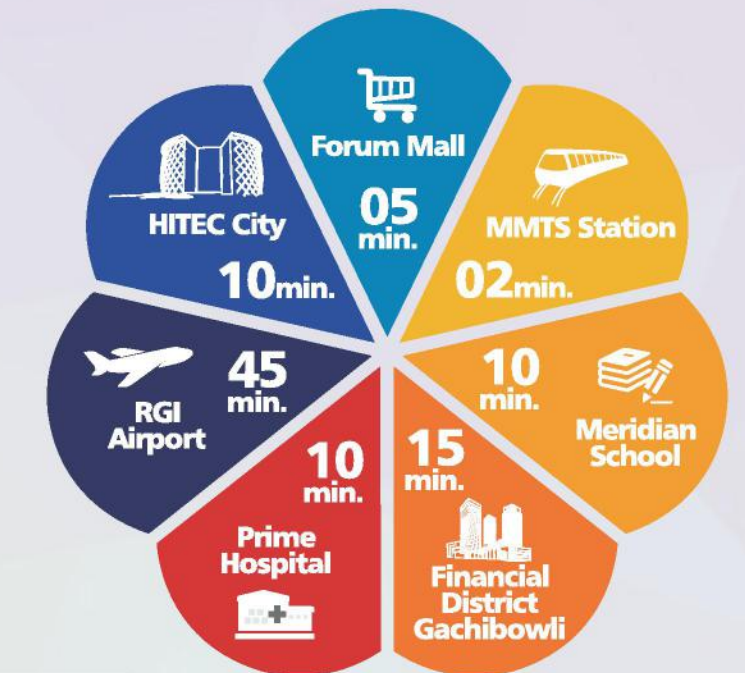 Forum Mall
05
min.
MMTS Station
02min.
10
min.
Meridian
School
15
min.
Financial
District
Gachibowli
10
min.
Prime
Hospital
45
min.
RGI
Airport
HITEC City
10min.